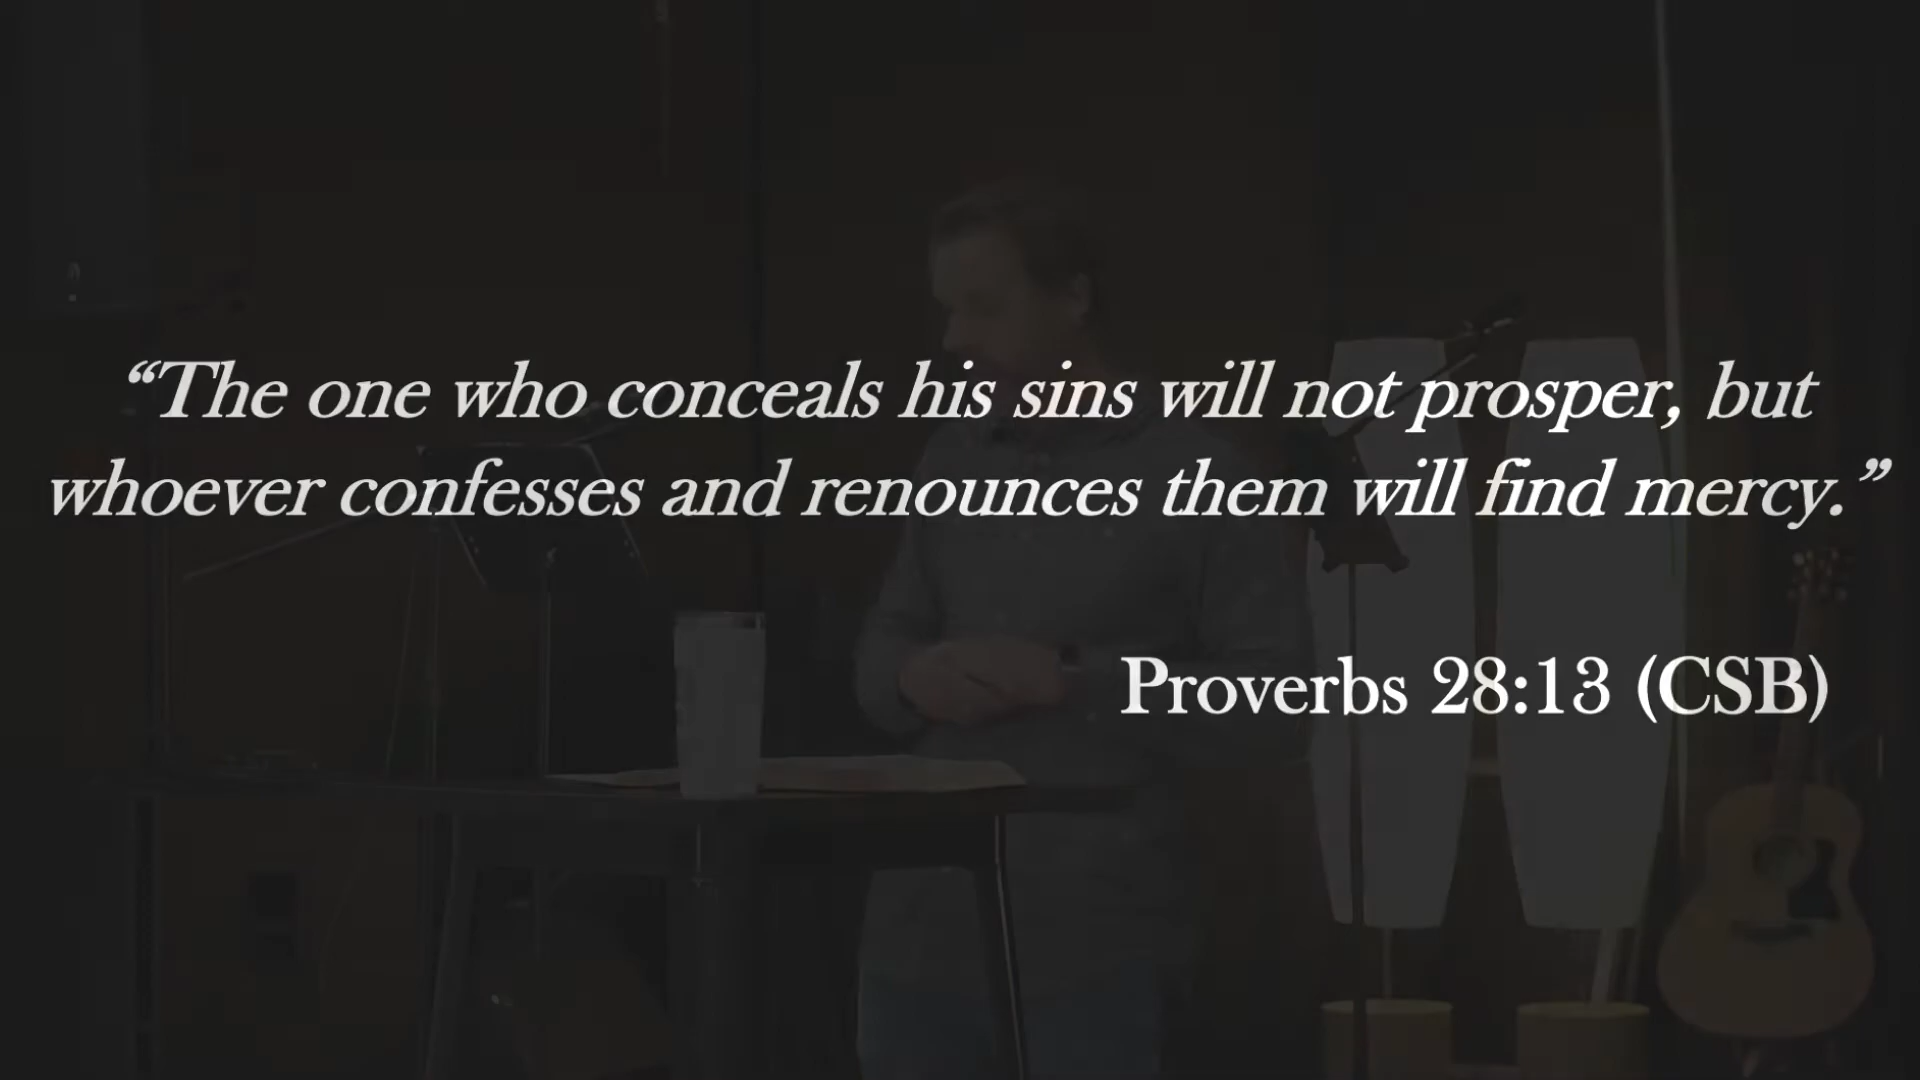 “The one who conceals his sins will not prosper, but
whoever confesses and renounces them will find mercy.”
Proverbs 28:13 (CSB)